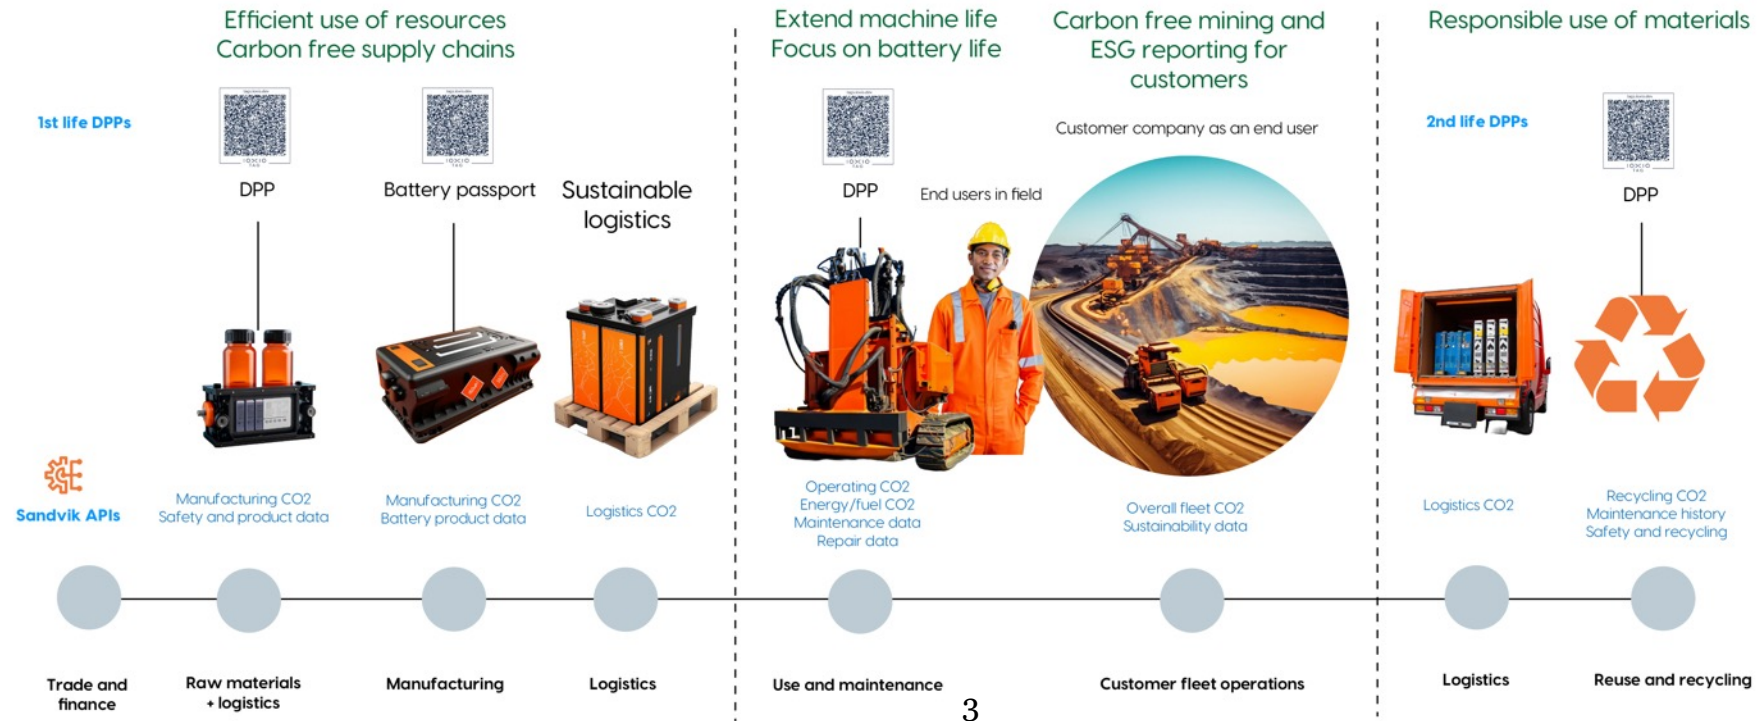 Efficient use of resources
Carbon free supply chains
Extend machine life
Focus on battery life
Carbon free mining and
ESG reporting for
customers
Responsible use of materials
1st life DPPs
DPP
Battery passport
Sustainable
logistics
DPP
End users in field
Customer company as an end user
2nd life DPPs
DPP
Sandvik APIs
Manufacturing CO2
Safety and product data
Manufacturing CO2
Battery product data
Logistics CO2
Operating CO2
Energy/fuel CO2
Maintenance data
Repair data
Overall fleet CO2
Sustainability data
Logistics CO2
Recycling CO2
Maintenance history
Safety and recycling
Trade and
finance
Raw materials
+ logistics
Manufacturing
Logistics
Use and maintenance
Customer fleet operations
Logistics
Reuse and recycling
3